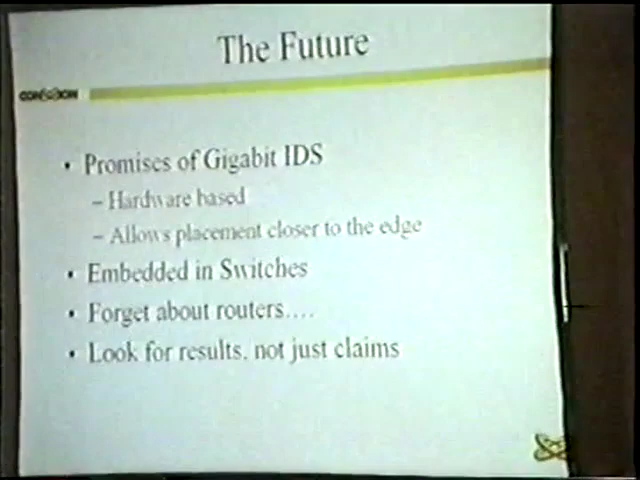 The Future
• Promises of Gigabit IDS
– Hardware based
– Allows placement closer to the edge
• Embedded in Switches
• Forget about routers....
• Look for results, not just claims